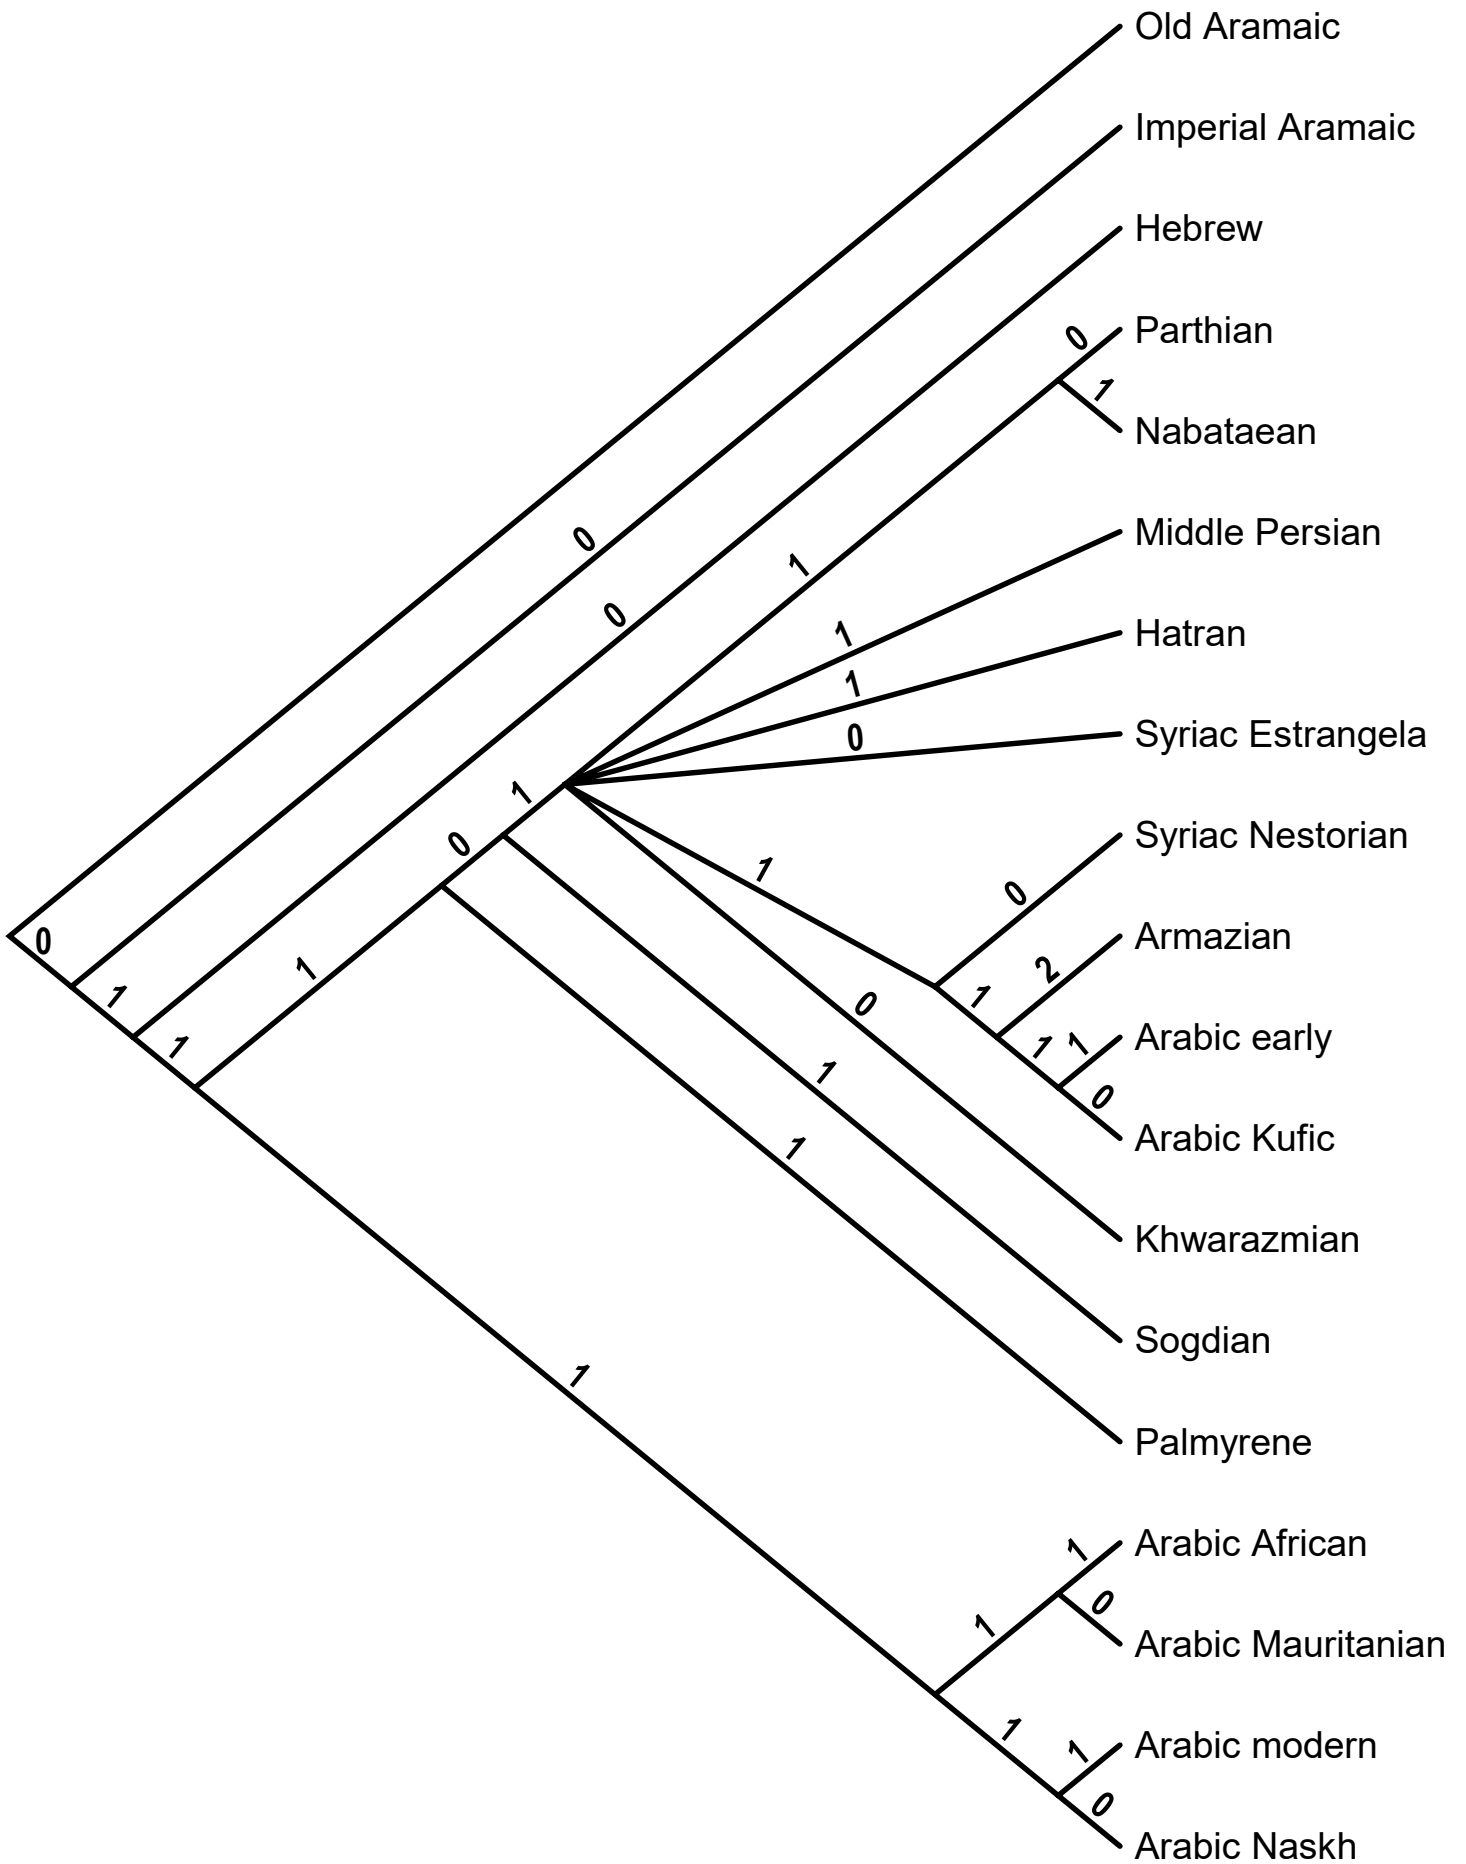 Old Aramaic
Imperial Aramaic
Hebrew
0
Parthian
1
Nabataean
0
Middle Persian
1
0
1
Hatran
1
0
Syriac Estrangela
1
0
Syriac Nestorian
1
0
0
Armazian
2
1
1
0
1
1
1
Arabic early
1
1
0
Arabic Kufic
1
1
Khwarazmian
Sogdian
1
Palmyrene
1
Arabic African
0
1
Arabic Mauritanian
1
1
Arabic modern
0
Arabic Naskh